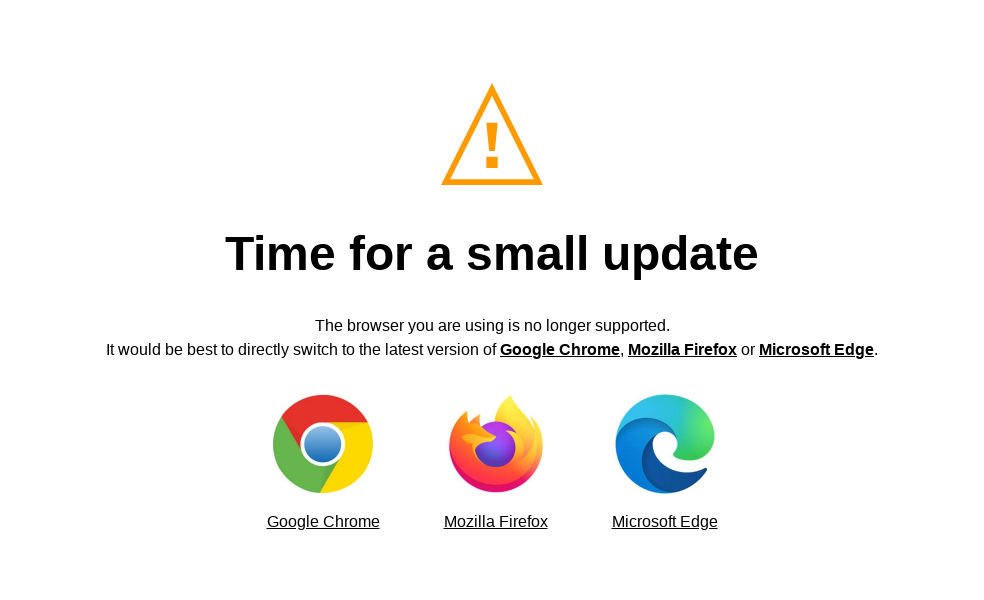 !
Time for a small update
The browser you are using is no longer supported.
It would be best to directly switch to the latest version of Google Chrome, Mozilla Firefox or Microsoft Edge.
Google Chrome
Mozilla Firefox
Microsoft Edge